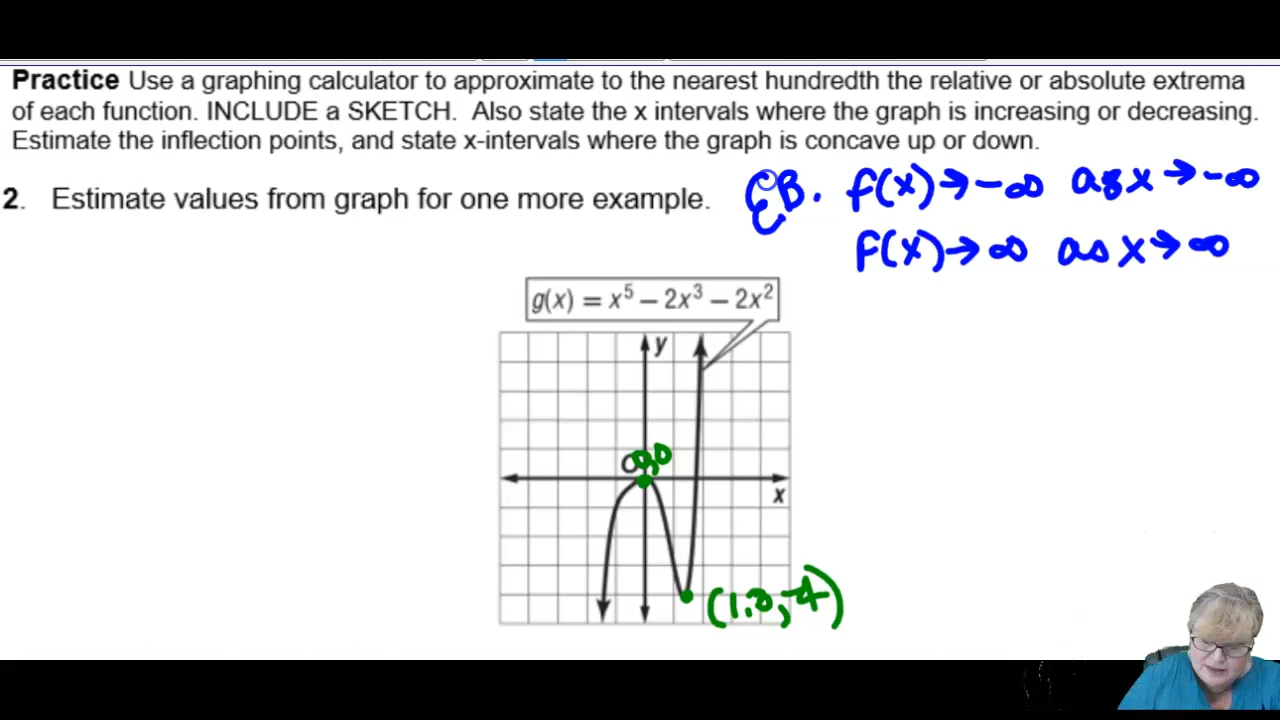 Practice Use a graphing calculator to approximate to the nearest hundredth the relative or absolute extrema
of each function. INCLUDE a SKETCH. Also state the x intervals where the graph is increasing or decreasing.
Estimate the inflection points, and state x-intervals where the graph is concave up or down.
2. Estimate values from graph for one more example.
EB. f(x)→-∞ as x→-∞
f(x)→∞ as x→∞
g(x) = x⁵ − 2x³ − 2x²
y
0,0
x
(1.3,-4)